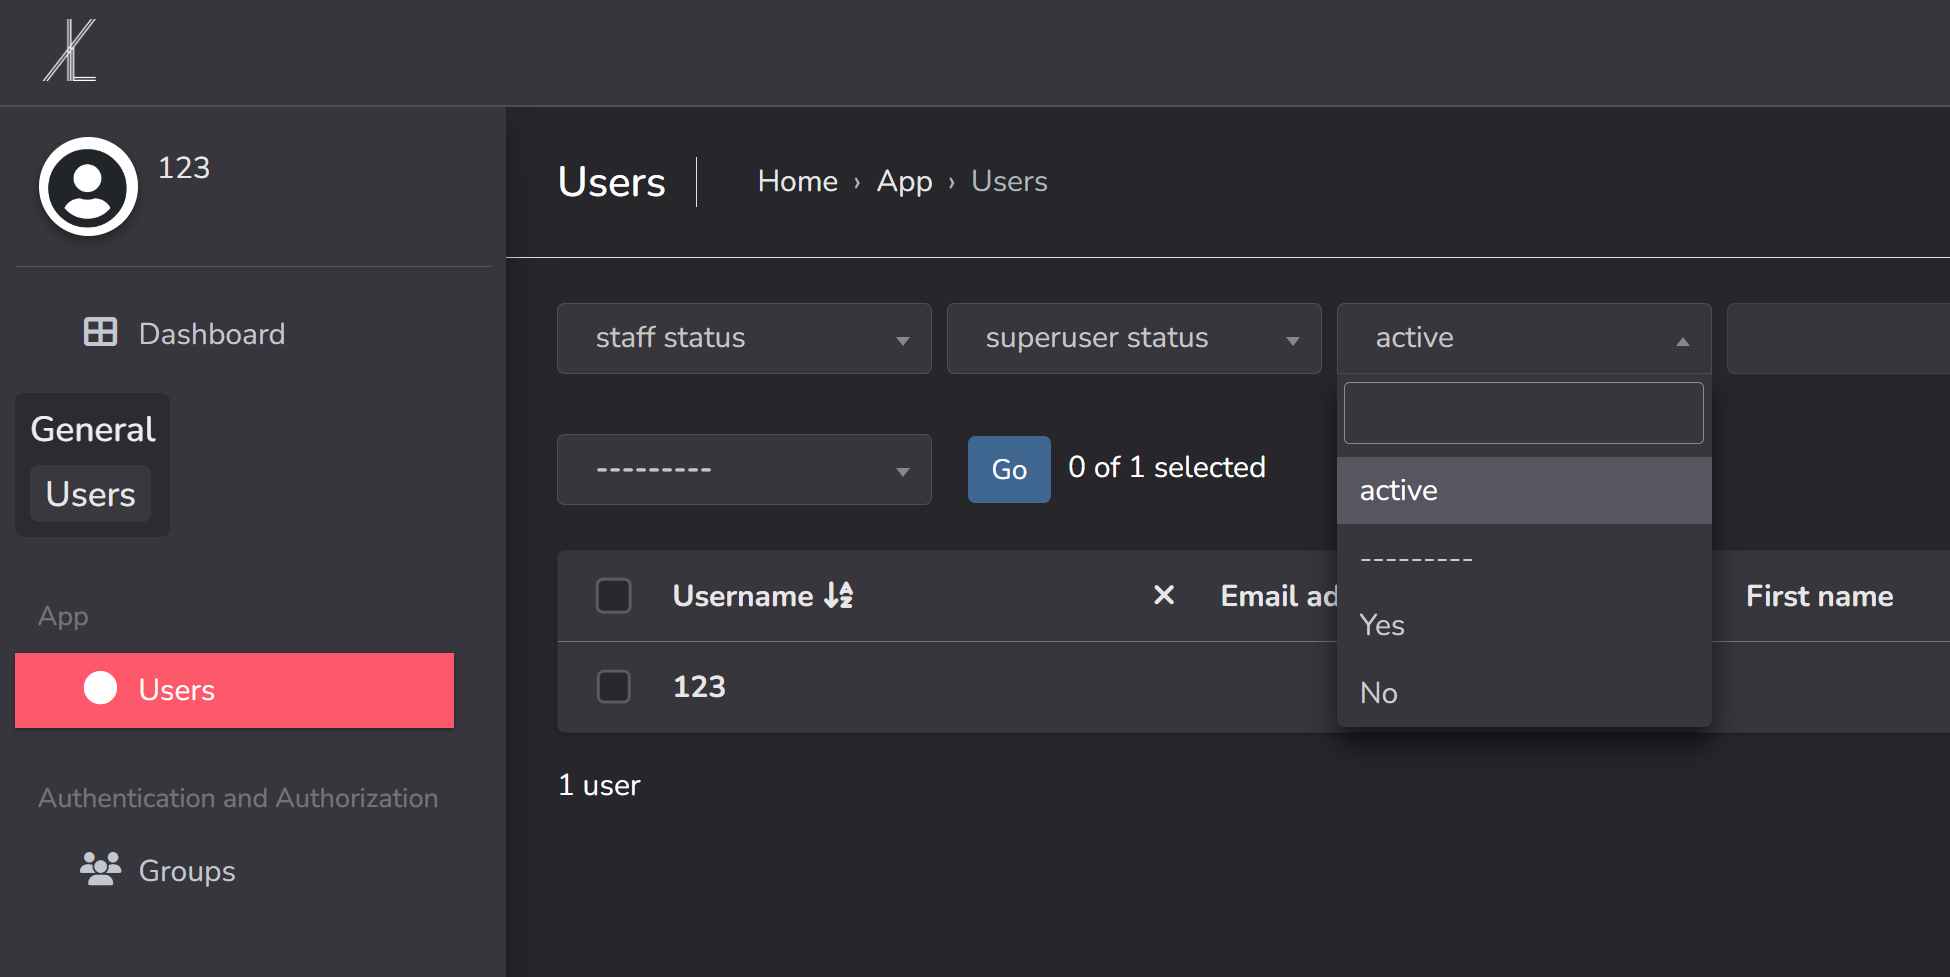 123
Dashboard
General
Users
App
Users
Authentication and Authorization
Groups
Users
Home › App › Users
staff status
superuser status
active
---------
Go
0 of 1 selected
active
---------
Yes
No
Username
Email ad
First name
123
1 user